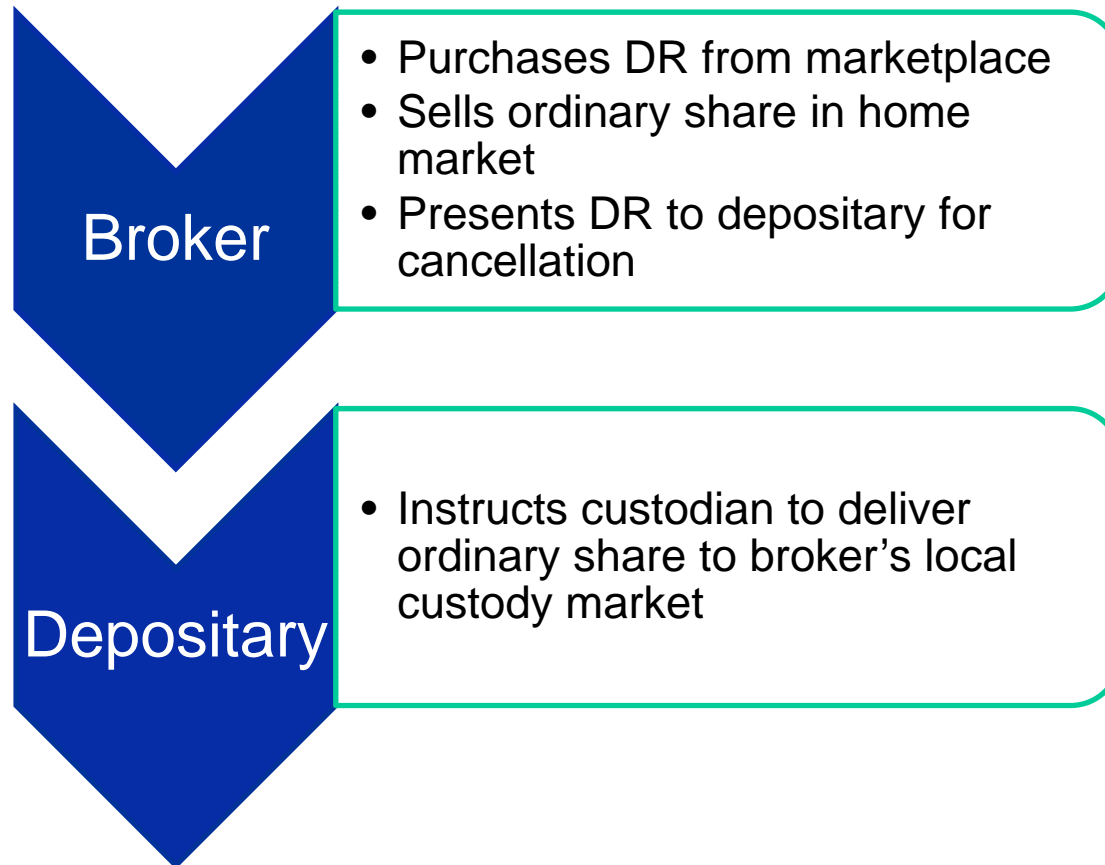 Broker
• Purchases DR from marketplace
• Sells ordinary share in home
market
• Presents DR to depositary for
cancellation
Depositary
• Instructs custodian to deliver
ordinary share to broker’s local
custody market